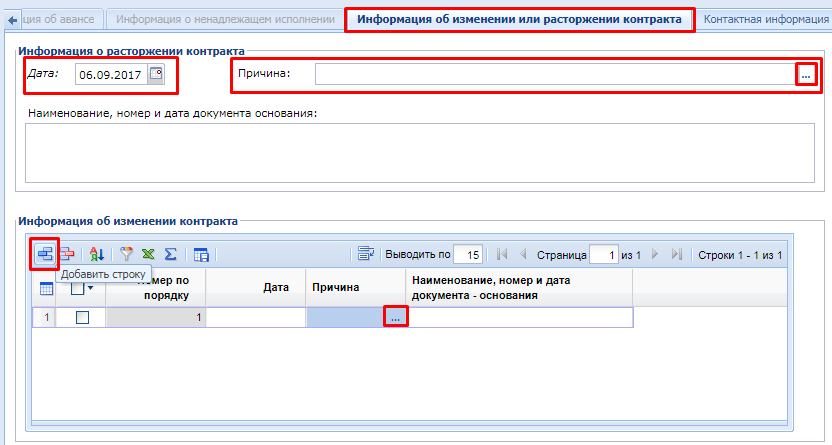 ция об авансе Информация о ненадлежащем исполнении Информация об изменении или расторжении контракта Контактная информация
Информация о расторжении контракта
Дата: 06.09.2017 Причина: ...
Наименование, номер и дата документа основания:
Информация об изменении контракта
Выводить по 15 Страница 1 из 1 Строки 1 - 1 из 1
Добавить строку
Номер по порядку Дата Причина Наименование, номер и дата документа - основания
1 1 ...